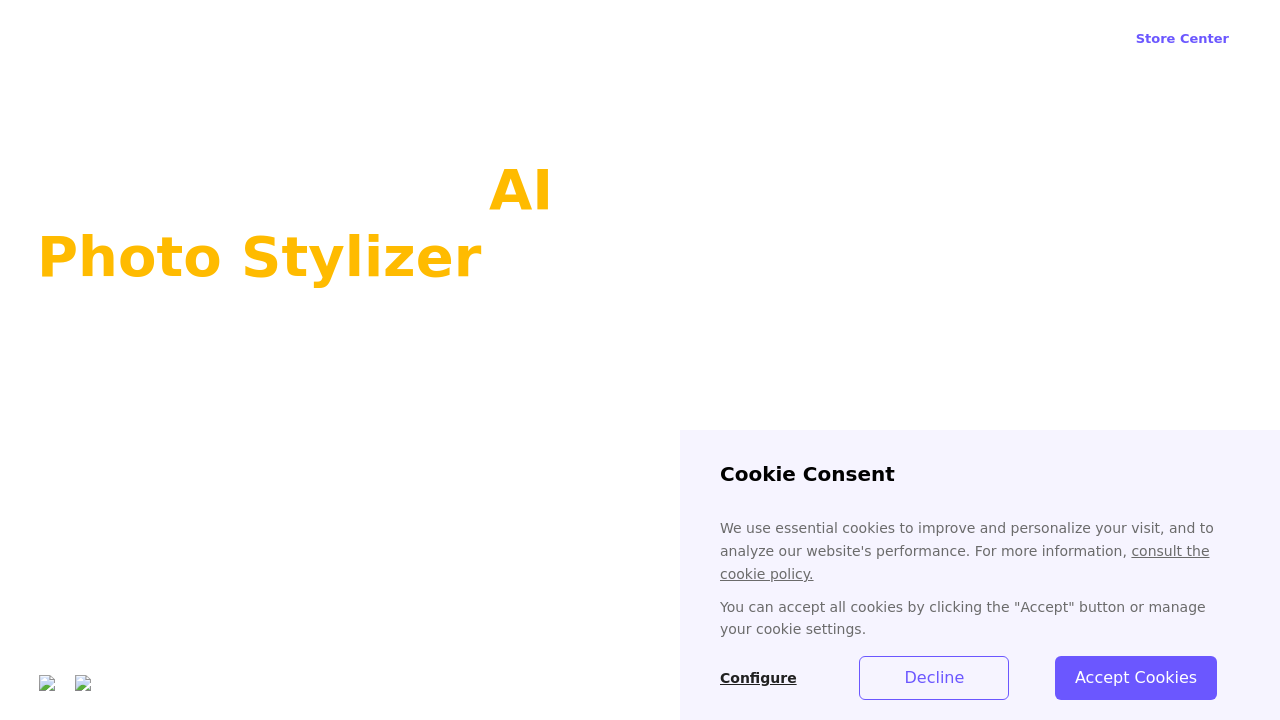 Store Center
AI
Photo Stylizer
Cookie Consent
We use essential cookies to improve and personalize your visit, and to
analyze our website's performance. For more information, consult the
cookie policy.
You can accept all cookies by clicking the "Accept" button or manage
your cookie settings.
Configure
Decline
Accept Cookies